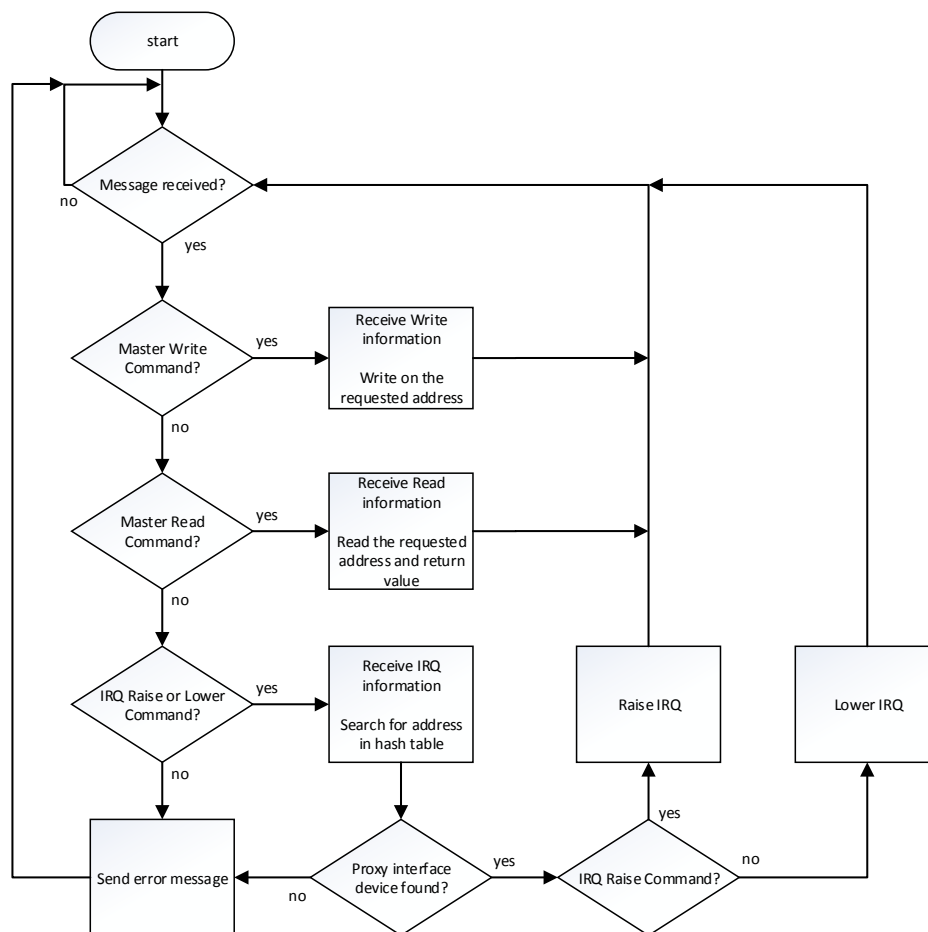 start
Message received?
no
yes
Master Write
Command?
yes
Receive Write
information
Write on the
requested address
no
Master Read
Command?
yes
Receive Read
information
Read the requested
address and return
value
no
IRQ Raise or Lower
Command?
yes
Receive IRQ
information
Search for address
in hash table
Raise IRQ
Lower IRQ
no
Send error message
no
Proxy interface
device found?
yes
IRQ Raise Command?
yes
no